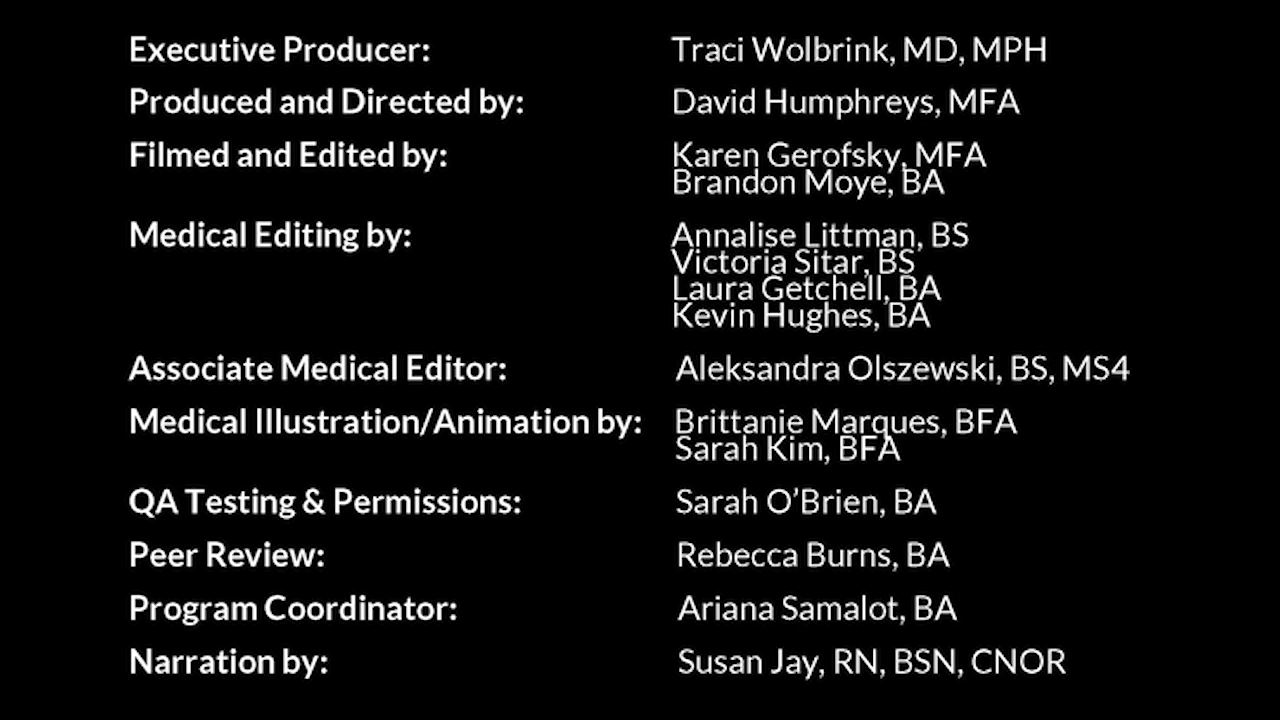 Executive Producer: Traci Wolbrink, MD, MPH
Produced and Directed by: David Humphreys, MFA
Filmed and Edited by: Karen Gerofsky, MFA
Brandon Moye, BA
Medical Editing by: Annalise Littman, BS
Victoria Sitar, BS
Laura Getchell, BA
Kevin Hughes, BA
Associate Medical Editor: Aleksandra Olszewski, BS, MS4
Medical Illustration/Animation by: Brittanie Marques, BFA
Sarah Kim, BFA
QA Testing & Permissions: Sarah O’Brien, BA
Peer Review: Rebecca Burns, BA
Program Coordinator: Ariana Samalot, BA
Narration by: Susan Jay, RN, BSN, CNOR